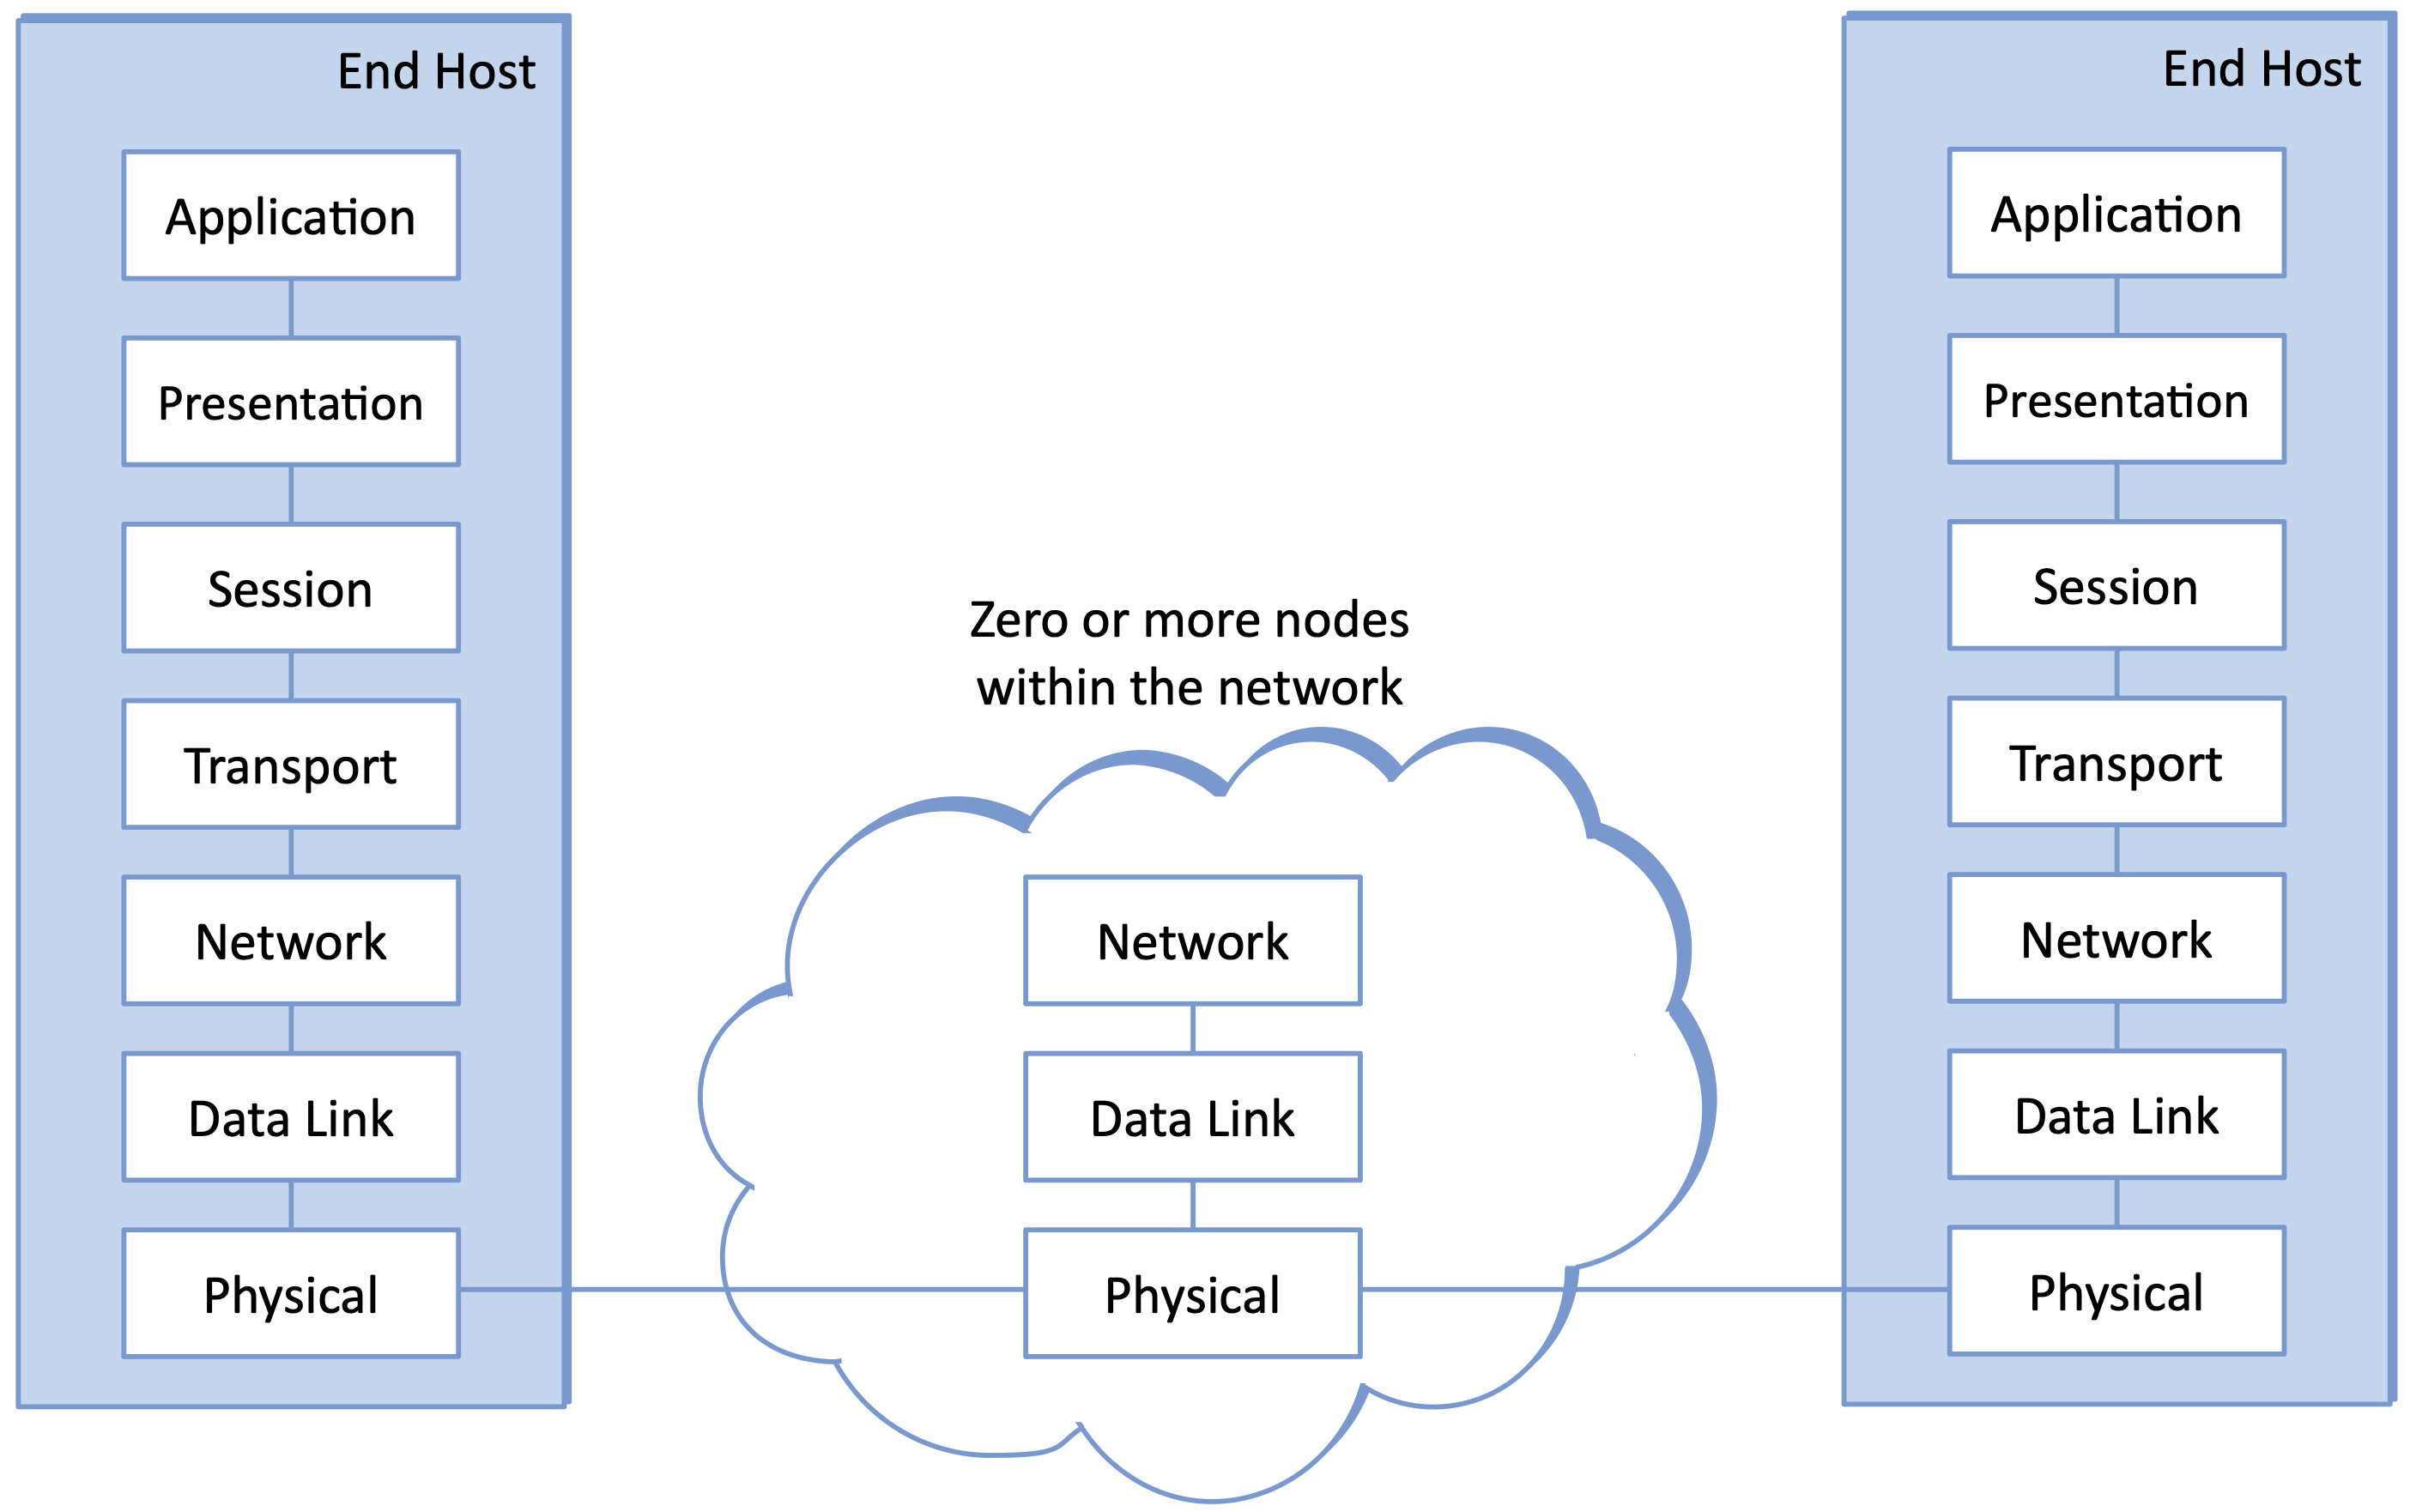 End Host
Application
Presentation
Session
Transport
Network
Data Link
Physical
Zero or more nodes
within the network
Network
Data Link
Physical
End Host
Application
Presentation
Session
Transport
Network
Data Link
Physical